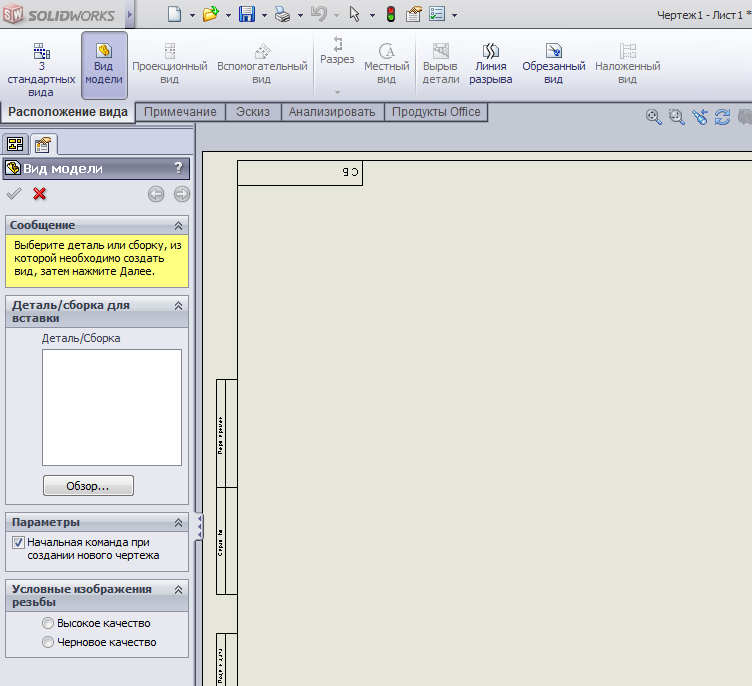 SOLIDWORKS
Чертеж1 - Лист1 *
3 стандартных вида
Вид модели
Проекционный вид
Вспомогательный вид
Разрез
Местный вид
Вырыв детали
Линия разрыва
Обрезанный вид
Наложенный вид
Расположение вида
Примечание
Эскиз
Анализировать
Продукты Office
Вид модели ?
Сообщение
Выберите деталь или сборку, из
которой необходимо создать
вид, затем нажмите Далее.
Деталь/сборка для
вставки
Деталь/Сборка
Обзор...
Параметры
Начальная команда при
создании нового чертежа
Условные изображения
резьбы
Высокое качество
Черновое качество
СБ
Перв. примен.
Справ. №